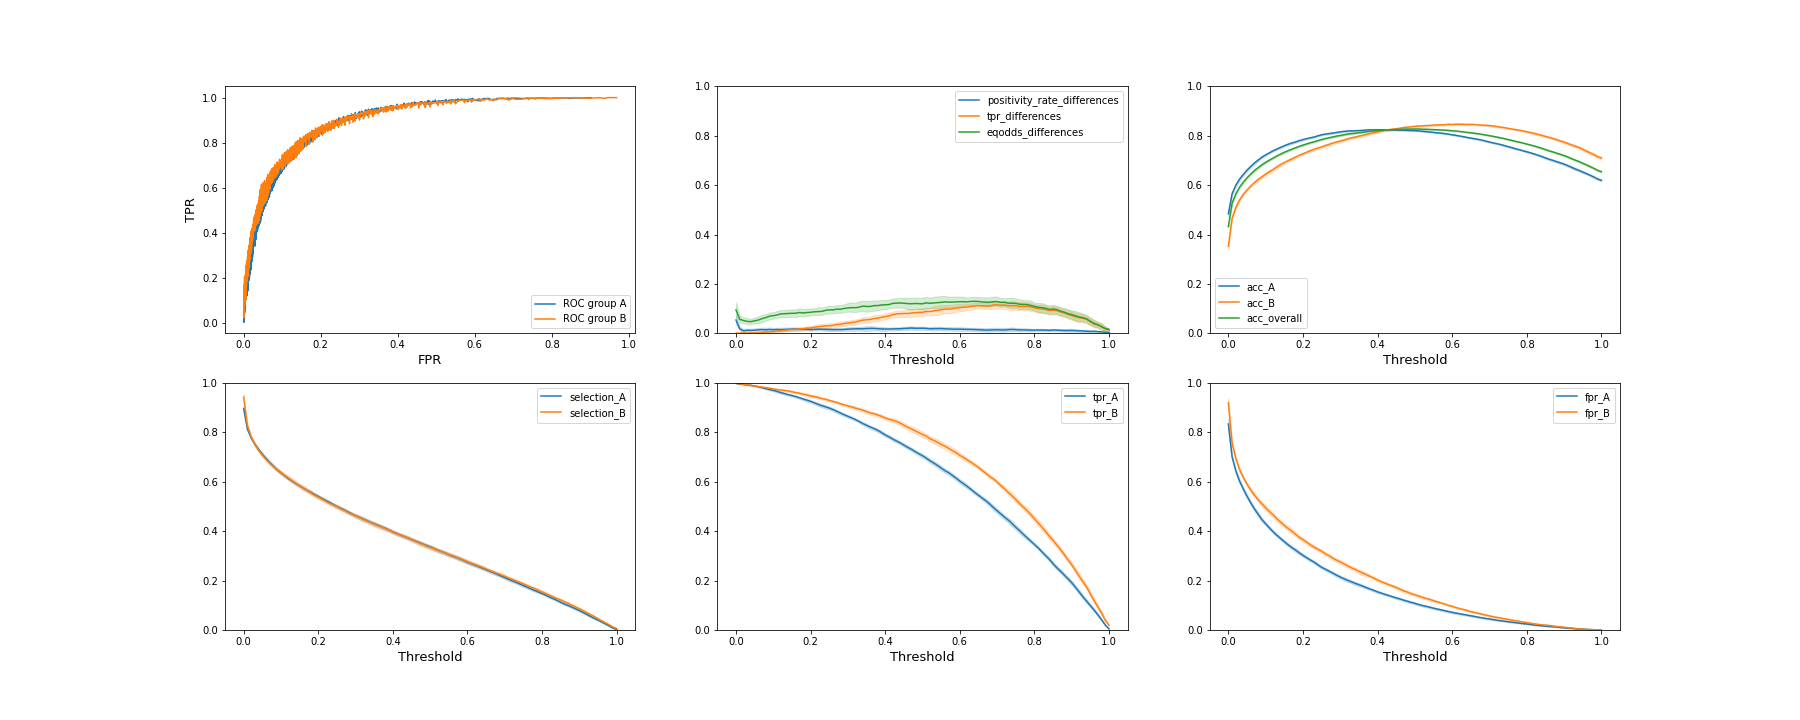 1.0
0.8
0.6
0.4
0.2
0.0
TPR
0.0 0.2 0.4 0.6 0.8 1.0
FPR
ROC group A
ROC group B
1.0
0.8
0.6
0.4
0.2
0.0
0.0 0.2 0.4 0.6 0.8 1.0
Threshold
positivity_rate_differences
tpr_differences
eqodds_differences
1.0
0.8
0.6
0.4
0.2
0.0
0.0 0.2 0.4 0.6 0.8 1.0
Threshold
acc_A
acc_B
acc_overall
1.0
0.8
0.6
0.4
0.2
0.0
0.0 0.2 0.4 0.6 0.8 1.0
Threshold
selection_A
selection_B
1.0
0.8
0.6
0.4
0.2
0.0
0.0 0.2 0.4 0.6 0.8 1.0
Threshold
tpr_A
tpr_B
1.0
0.8
0.6
0.4
0.2
0.0
0.0 0.2 0.4 0.6 0.8 1.0
Threshold
fpr_A
fpr_B